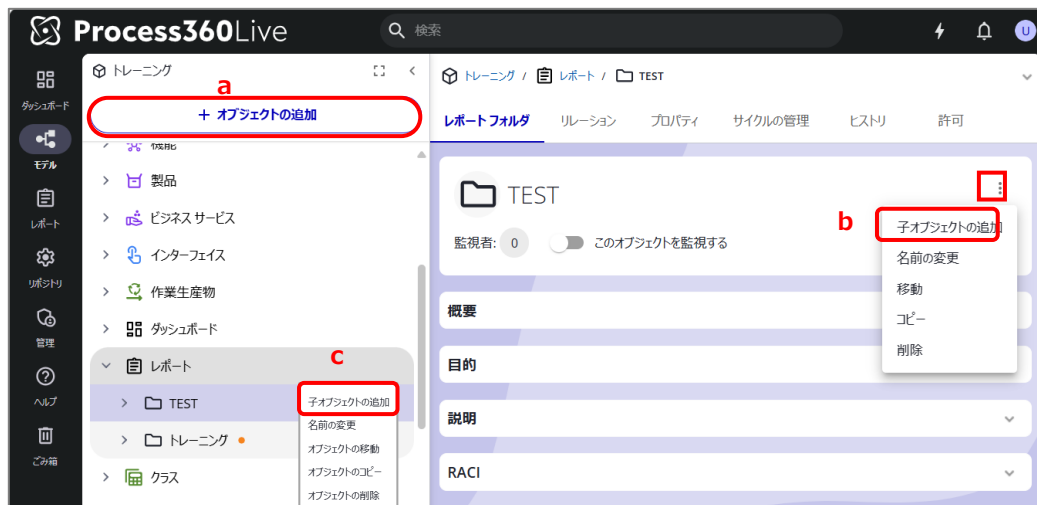 Process360Live
検索
U
ダッシュボード
モデル
レポート
リポジトリ
管理
ヘルプ
ごみ箱
トレーニング
a
+ オブジェクトの追加
機能
製品
ビジネス サービス
インターフェイス
作業生産物
ダッシュボード
レポート
c
TEST
トレーニング
クラス
子オブジェクトの追加
名前の変更
オブジェクトの移動
オブジェクトのコピー
オブジェクトの削除
トレーニング / レポート / TEST
レポート フォルダ リレーション プロパティ サイクルの管理 ヒストリ 許可
TEST
監視者: 0 このオブジェクトを監視する
b
子オブジェクトの追加
名前の変更
移動
コピー
削除
概要
目的
説明
RACI